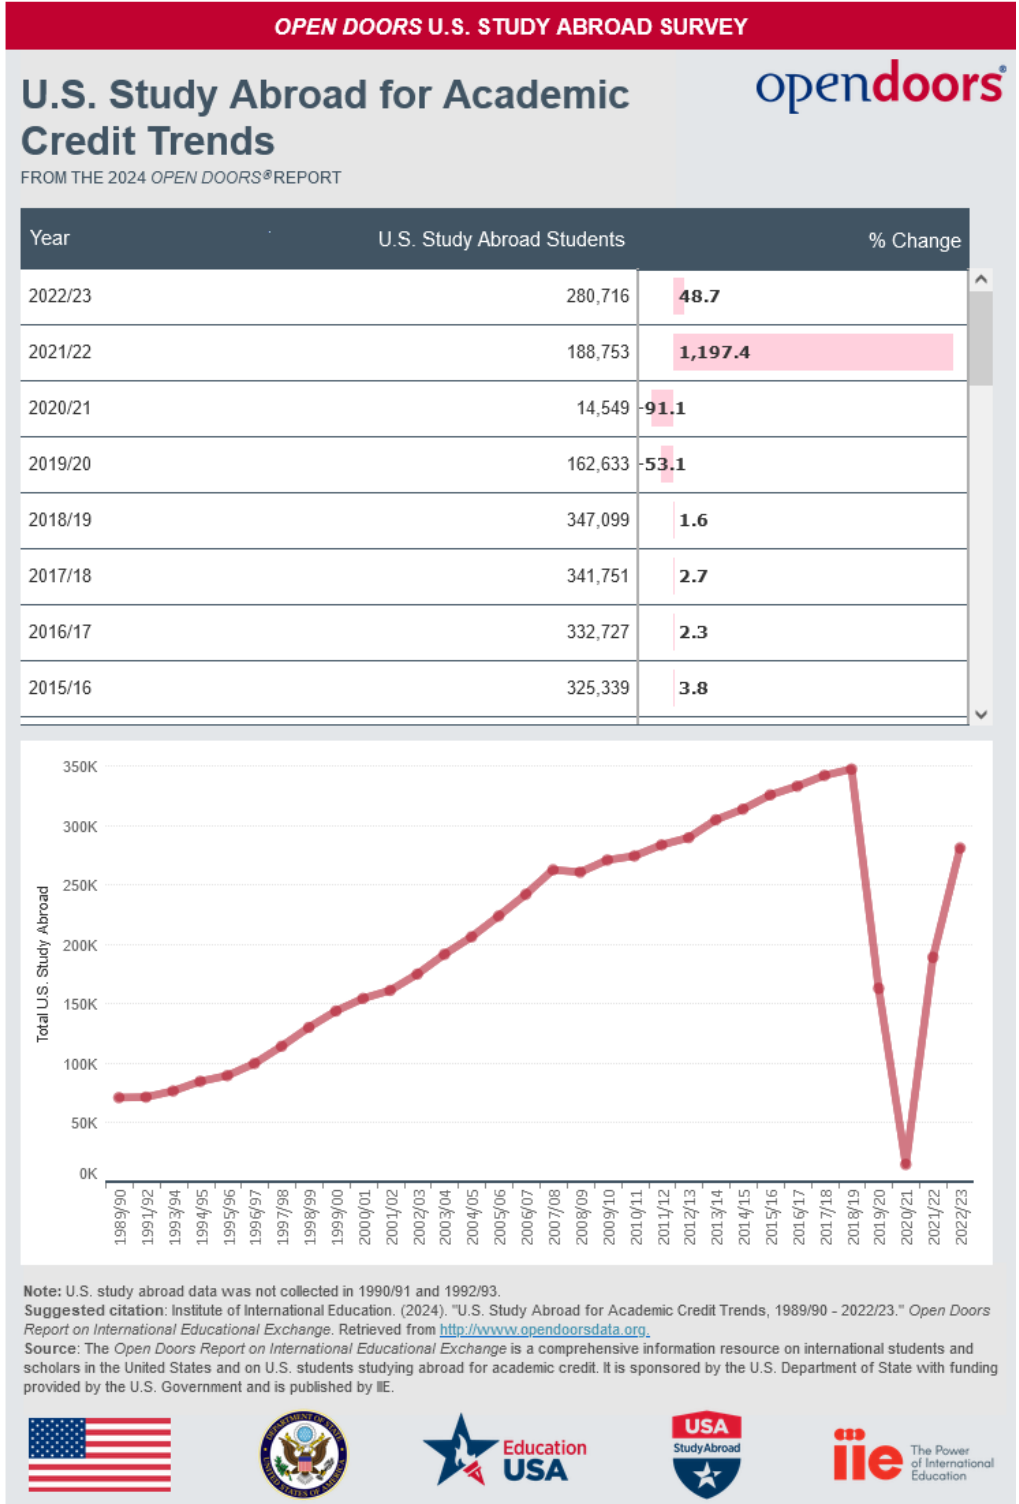 OPEN DOORS U.S. STUDY ABROAD SURVEY
U.S. Study Abroad for Academic
Credit Trends
opendoors®
FROM THE 2024 OPEN DOORS® REPORT
Year U.S. Study Abroad Students % Change
2022/23 280,716 48.7
2021/22 188,753 1,197.4
2020/21 14,549 -91.1
2019/20 162,633 -53.1
2018/19 347,099 1.6
2017/18 341,751 2.7
2016/17 332,727 2.3
2015/16 325,339 3.8
Total U.S. Study Abroad
350K
300K
250K
200K
150K
100K
50K
0K
1989/90 1991/92 1993/94 1994/95 1995/96 1996/97 1997/98 1998/99 1999/00 2000/01 2001/02 2002/03 2003/04 2004/05 2005/06 2006/07 2007/08 2008/09 2009/10 2010/11 2011/12 2012/13 2013/14 2014/15 2015/16 2016/17 2017/18 2018/19 2019/20 2020/21 2021/22 2022/23
Note: U.S. study abroad data was not collected in 1990/91 and 1992/93.
Suggested citation: Institute of International Education. (2024). "U.S. Study Abroad for Academic Credit Trends, 1989/90 - 2022/23." Open Doors
Report on International Educational Exchange. Retrieved from http://www.opendoorsdata.org.
Source: The Open Doors Report on International Educational Exchange is a comprehensive information resource on international students and
scholars in the United States and on U.S. students studying abroad for academic credit. It is sponsored by the U.S. Department of State with funding
provided by the U.S. Government and is published by IIE.
DEPARTMENT OF STATE
UNITED STATES OF AMERICA
Education
USA
USA
StudyAbroad
iie
The Power
of International
Education